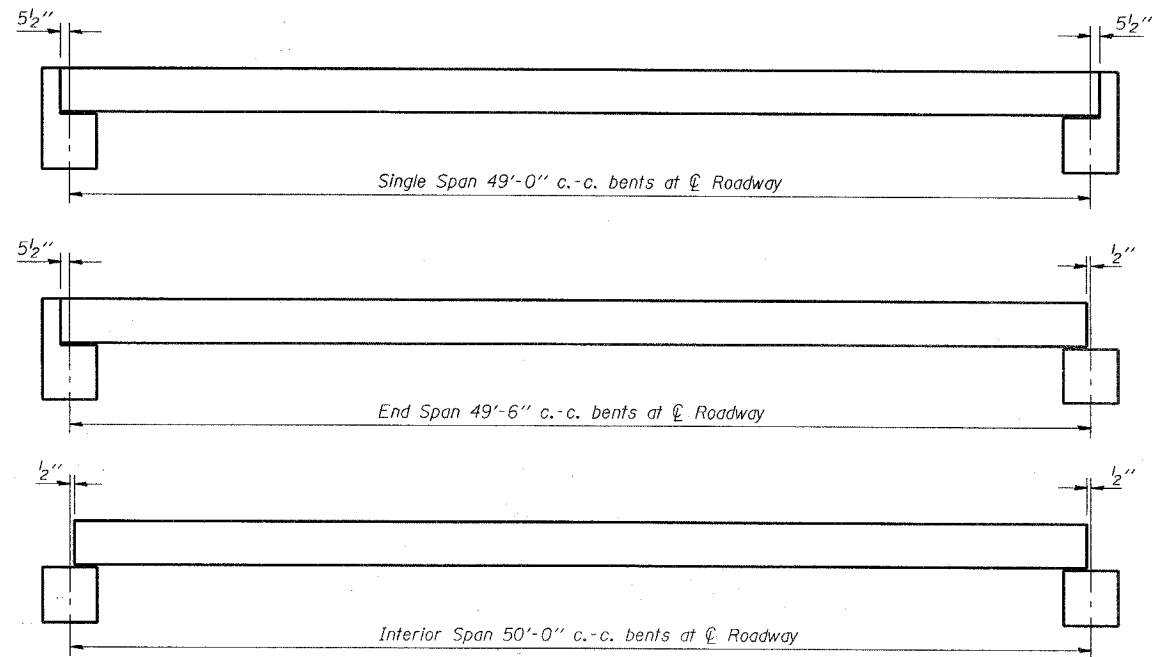 5½"
5½"
Single Span 49'-0" c.-c. bents at ℄ Roadway
5½"
½"
End Span 49'-6" c.-c. bents at ℄ Roadway
½"
½"
Interior Span 50'-0" c.-c. bents at ℄ Roadway